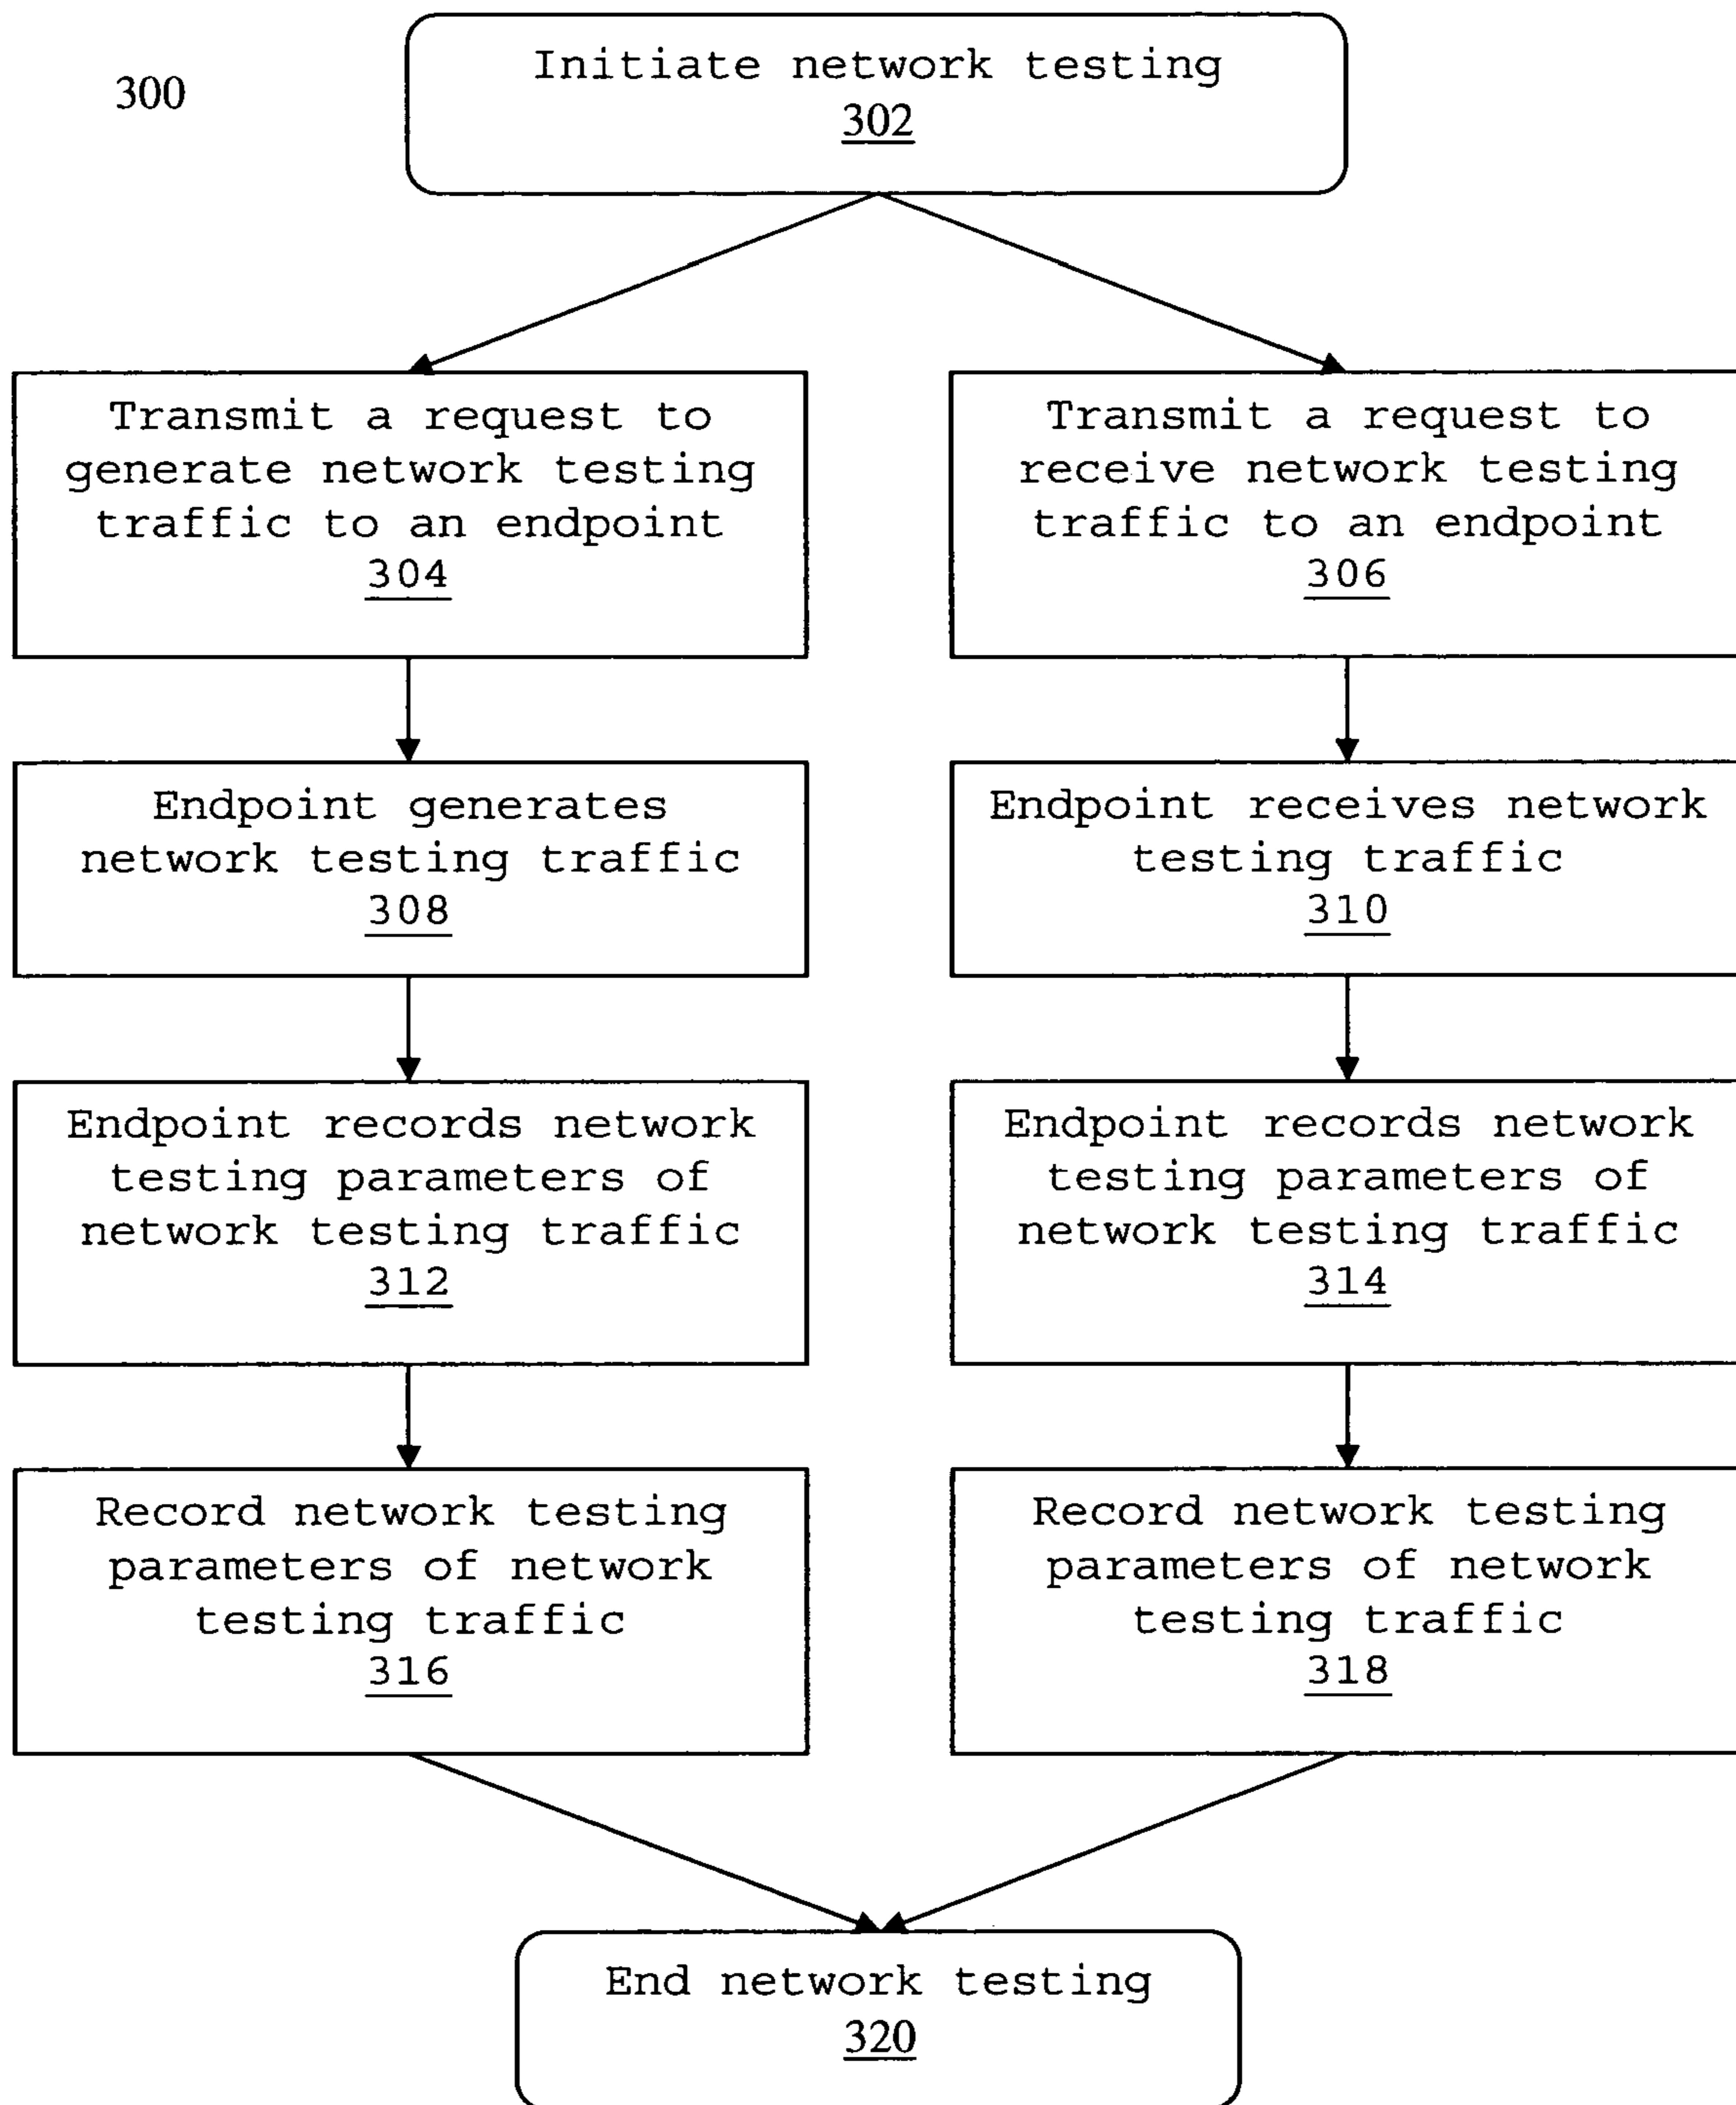 300
Initiate network testing
302
Transmit a request to
generate network testing
traffic to an endpoint
304
Transmit a request to
receive network testing
traffic to an endpoint
306
Endpoint generates
network testing traffic
308
Endpoint receives network
testing traffic
310
Endpoint records network
testing parameters of
network testing traffic
312
Endpoint records network
testing parameters of
network testing traffic
314
Record network testing
parameters of network
testing traffic
316
Record network testing
parameters of network
testing traffic
318
End network testing
320